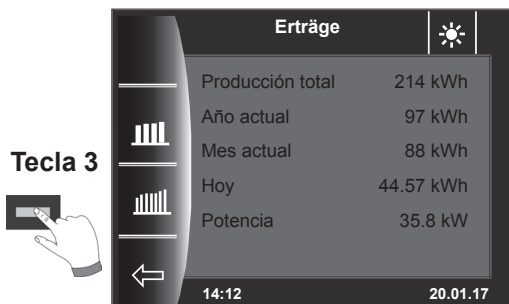 Erträge
Producción total 214 kWh
Año actual 97 kWh
Mes actual 88 kWh
Hoy 44.57 kWh
Potencia 35.8 kW
Tecla 3
14:12 20.01.17